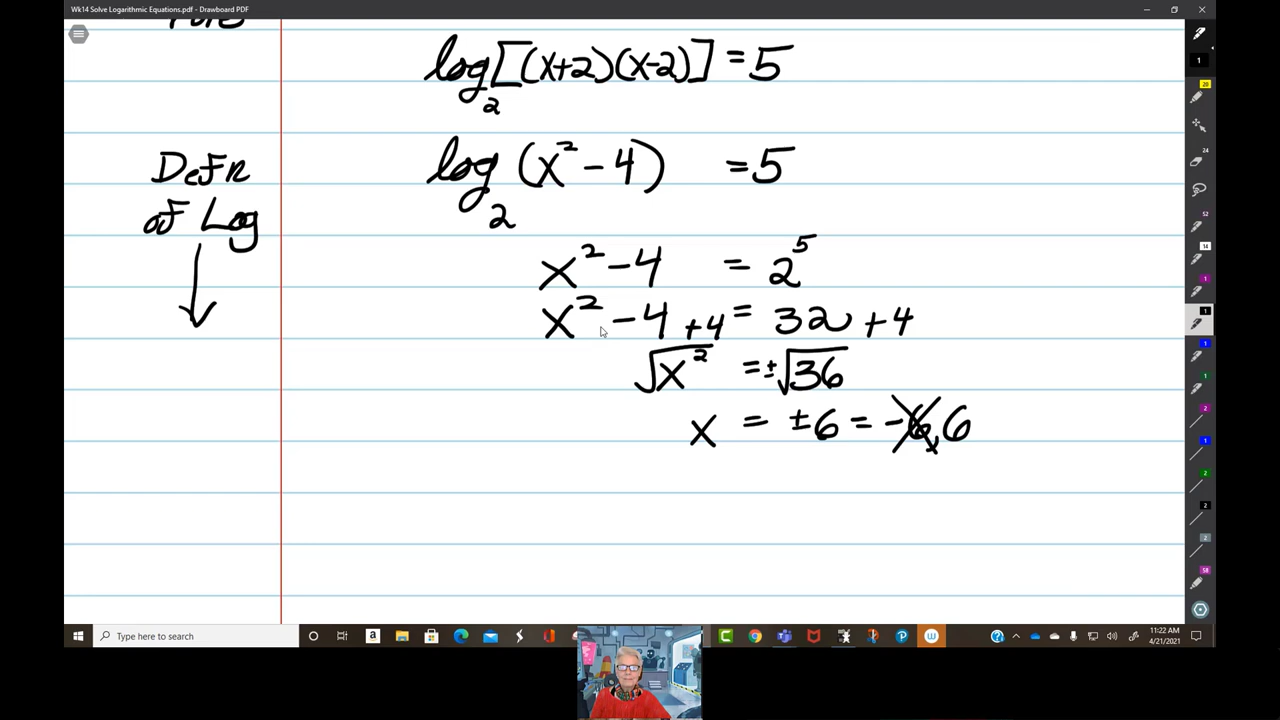 Wk14 Solve Logarithmic Equations.pdf - Drawboard PDF
log₂[(x+2)(x-2)] = 5
log₂(x² - 4) = 5
Defn
of Log
x² - 4 = 2⁵
x² - 4 + 4 = 32 + 4
√x² = ±√36
x = ±6 = -6, 6
Type here to search
11:22 AM
4/21/2021